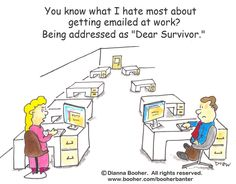 You know what I hate most about
getting emailed at work?
Being addressed as "Dear Survivor."
© Dianna Booher. All rights reserved.
www.booher.com/booherbanter